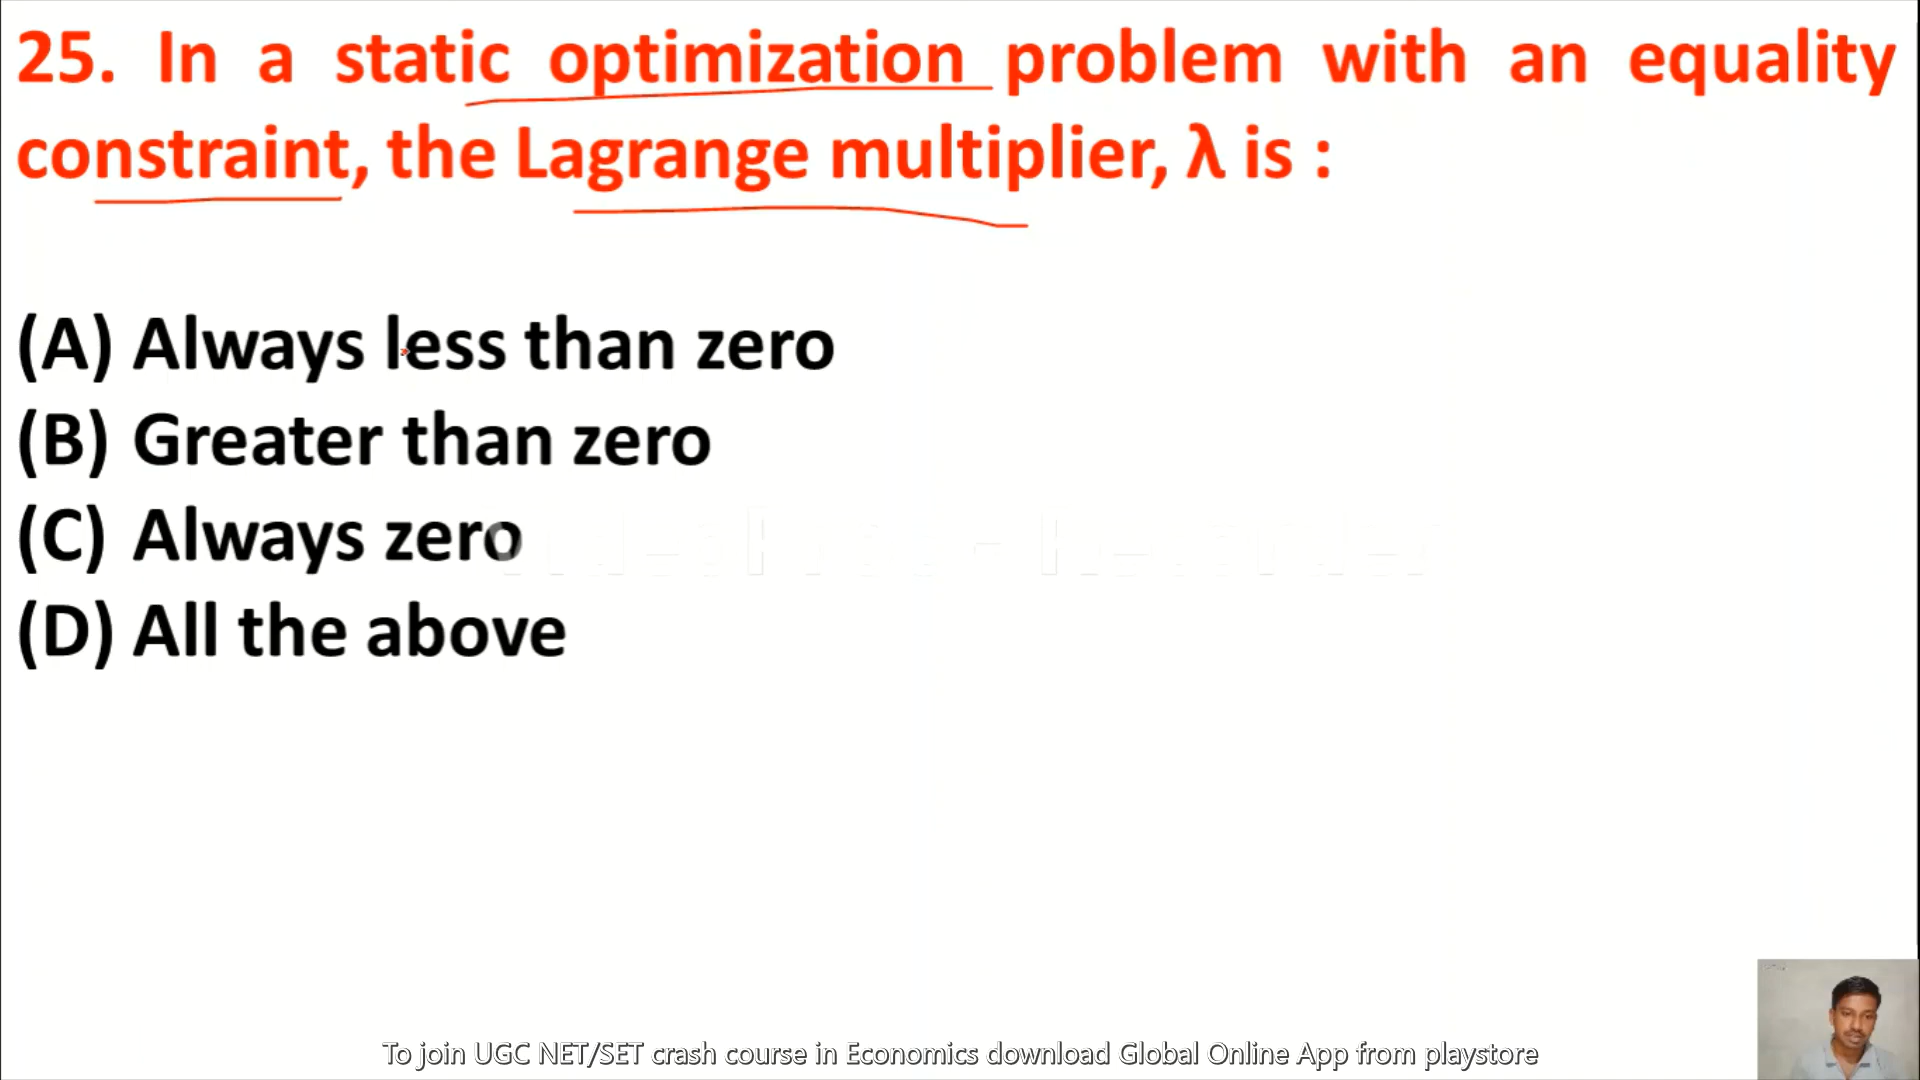 25. In a static optimization problem with an equality
constraint, the Lagrange multiplier, λ is :
(A) Always less than zero
(B) Greater than zero
(C) Always zero
(D) All the above
To join UGC NET/SET crash course in Economics download Global Online App from playstore